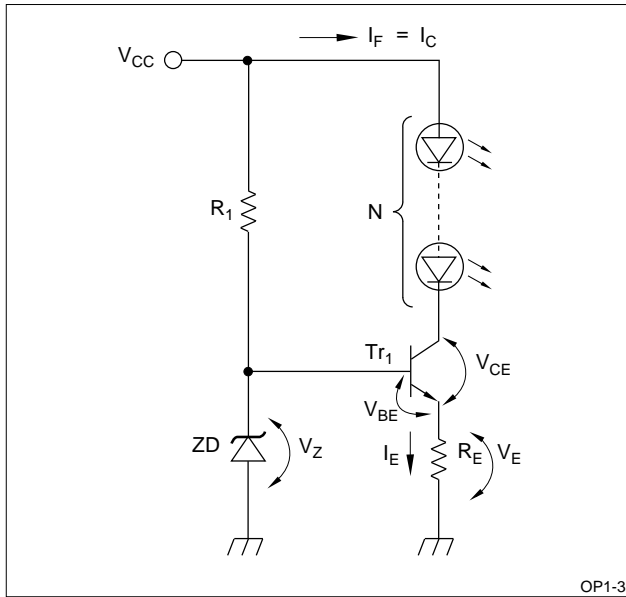 I_F = I_C
V_CC
R_1
N
Tr_1
V_CE
V_BE
ZD
V_Z
I_E
R_E
V_E
OP1-3